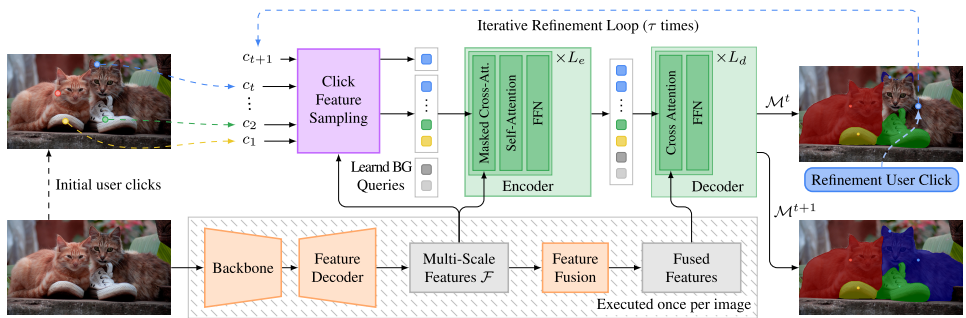 Iterative Refinement Loop (τ times)
c_{t+1}
c_t
⋮
c_2
c_1
Click
Feature
Sampling
⋮
Learnd BG
Queries
Masked Cross-Att.
Self-Attention
FFN
×L_e
Encoder
⋮
Cross Attention
FFN
×L_d
Decoder
M^t
M^{t+1}
Refinement User Click
Initial user clicks
Backbone
Feature
Decoder
Multi-Scale
Features F
Feature
Fusion
Fused
Features
Executed once per image